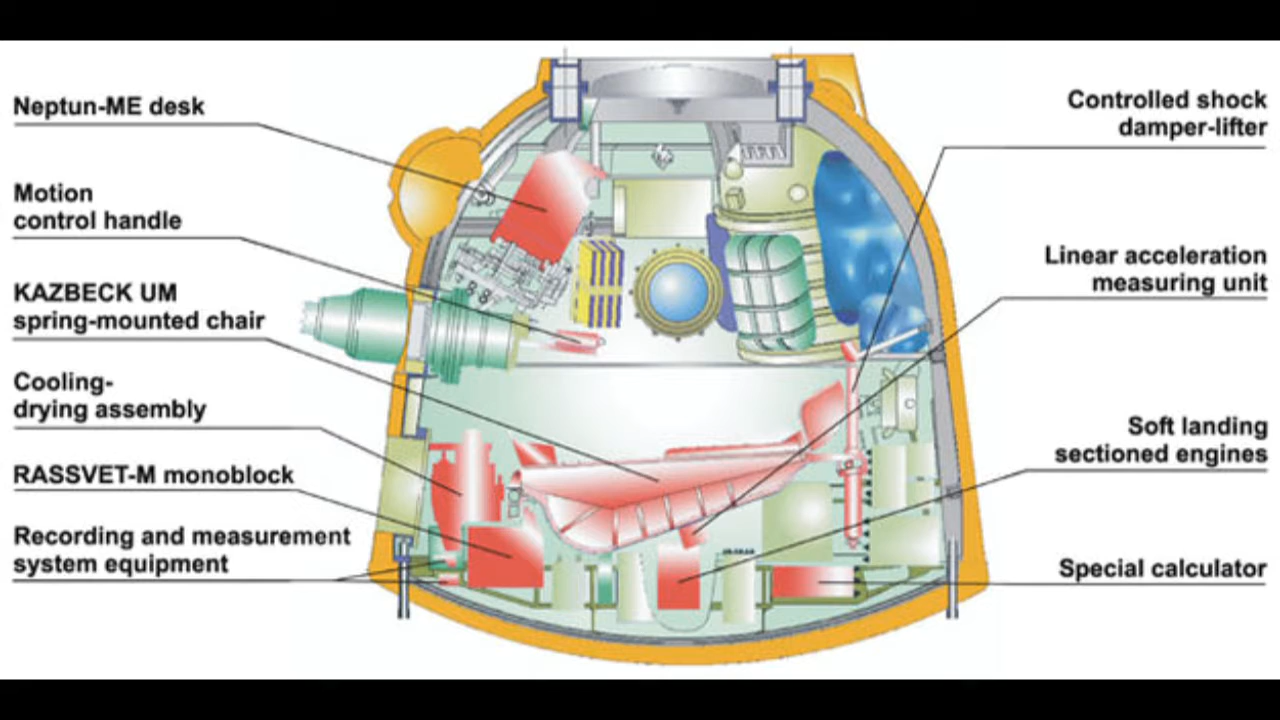 Neptun-ME desk
Motion
control handle
KAZBECK UM
spring-mounted chair
Cooling-
drying assembly
RASSVET-M monoblock
Recording and measurement
system equipment
Controlled shock
damper-lifter
Linear acceleration
measuring unit
Soft landing
sectioned engines
Special calculator